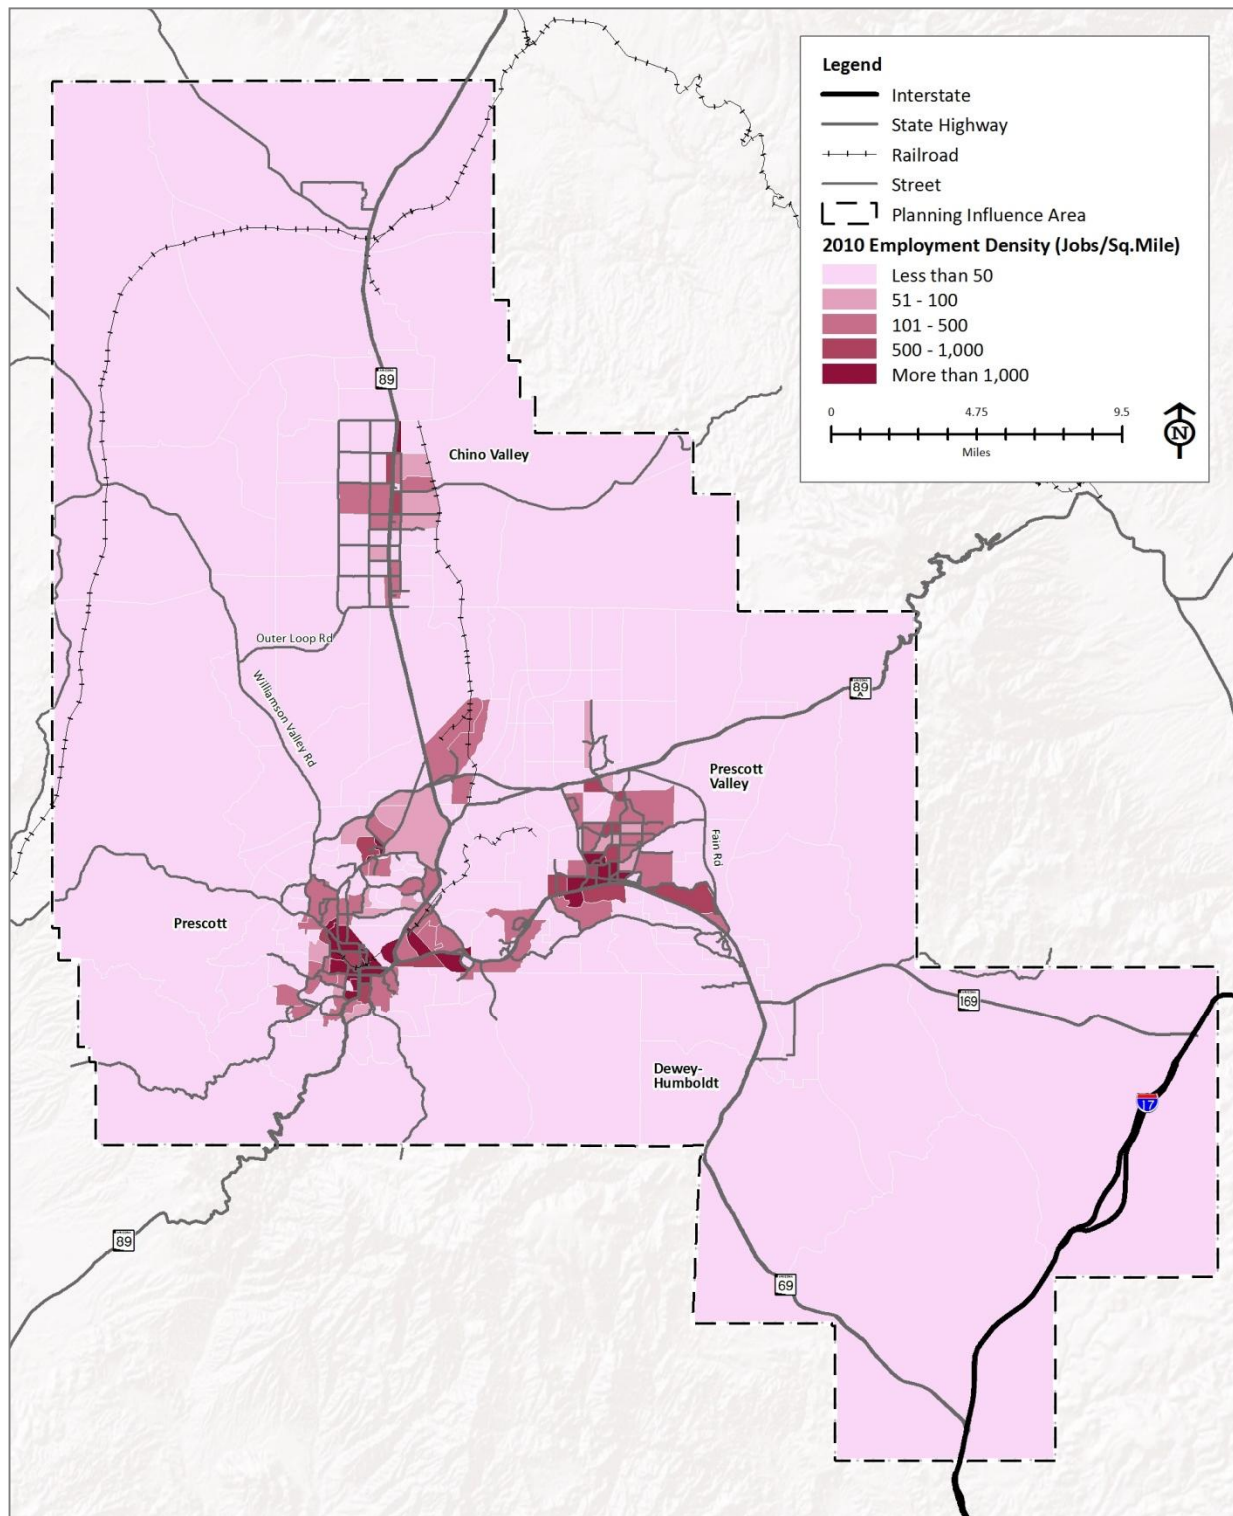 Legend
Interstate
State Highway
Railroad
Street
Planning Influence Area
2010 Employment Density (Jobs/Sq.Mile)
Less than 50
51 - 100
101 - 500
500 - 1,000
More than 1,000
0 4.75 9.5
Miles
N
89
Chino Valley
Outer Loop Rd
Williamson Valley Rd
89
A
Prescott
Valley
Fain Rd
Prescott
169
Dewey-
Humboldt
17
89
69